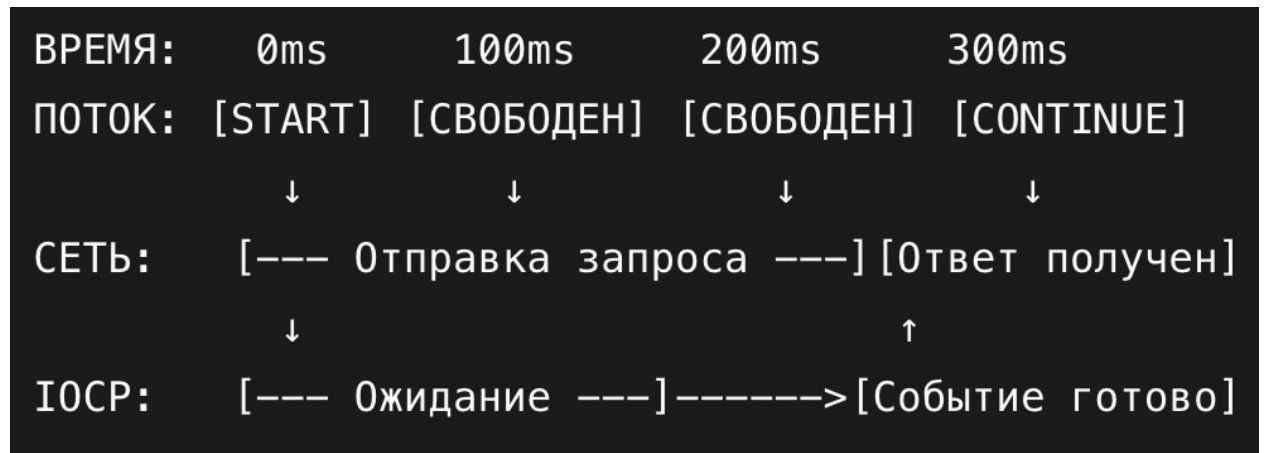 ВРЕМЯ: 0ms 100ms 200ms 300ms
ПОТОК: [START] [СВОБОДЕН] [СВОБОДЕН] [CONTINUE]
↓ ↓ ↓ ↓
СЕТЬ: [--- Отправка запроса ---][Ответ получен]
↓ ↑
IOCP: [--- Ожидание ---]------>[Событие готово]